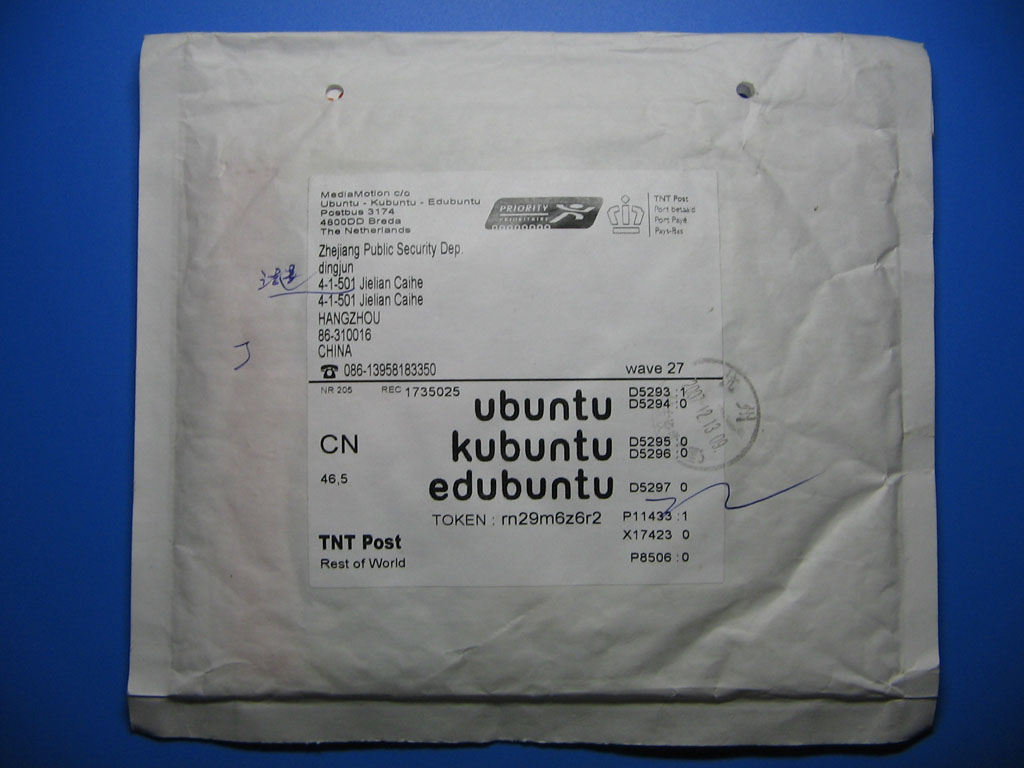 MediaMotion c/o
Ubuntu - Kubuntu - Edubuntu
Postbus 3174
4800DD Breda
The Netherlands
PRIORITY
PRIORITAIRE
TNT Post
Port betaald
Port Payé
Pays-Bas
Zhejiang Public Security Dep.
dingjun
4-1-501 Jielian Caihe
4-1-501 Jielian Caihe
HANGZHOU
86-310016
CHINA
☎ 086-13958183350
wave 27
NR 205 REC 1735025
D5293 :1
ubuntu D5294 :0
CN kubuntu D5295 :0
D5296 :0
46,5 edubuntu D5297 0
TOKEN : rn29m6z6r2 P11433 :1
X17423 0
TNT Post
Rest of World P8506 :0